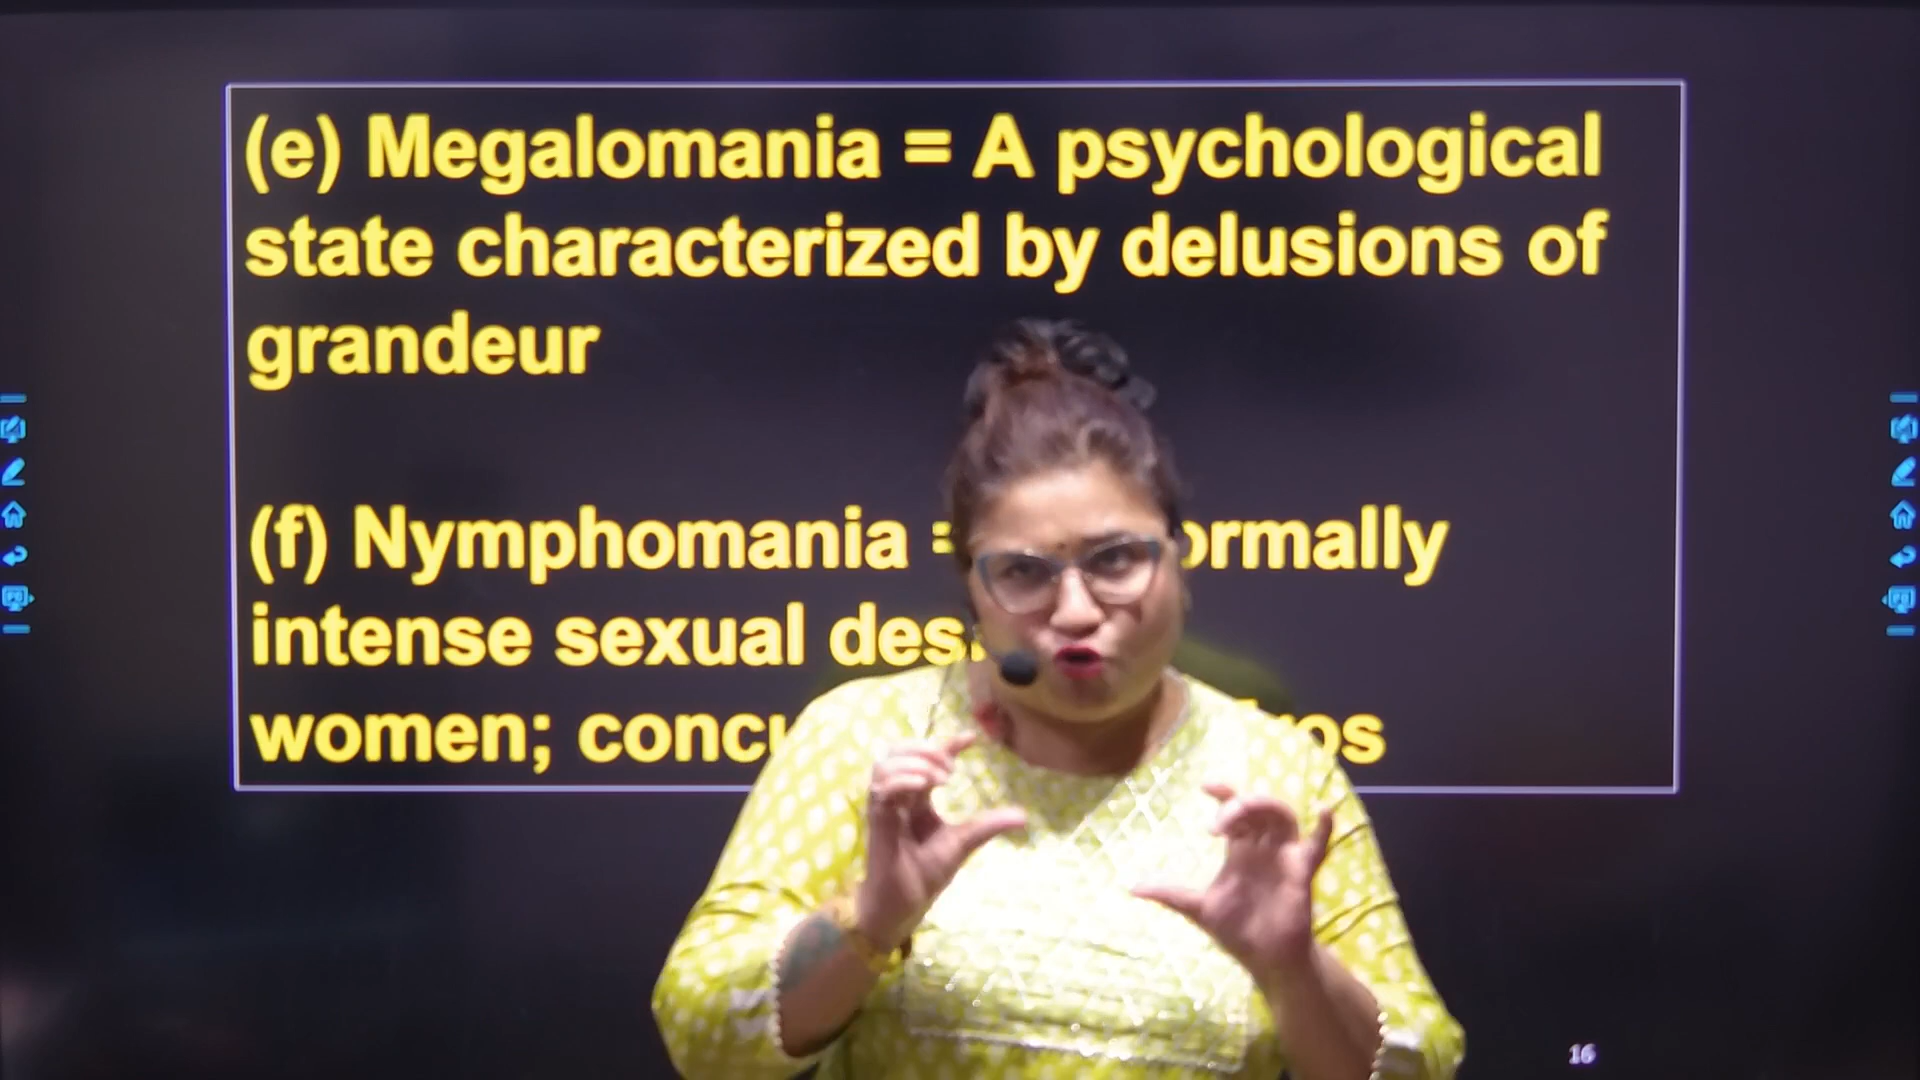 (e) Megalomania = A psychological
state characterized by delusions of
grandeur
(f) Nymphomania =
intense sexual
women;
16